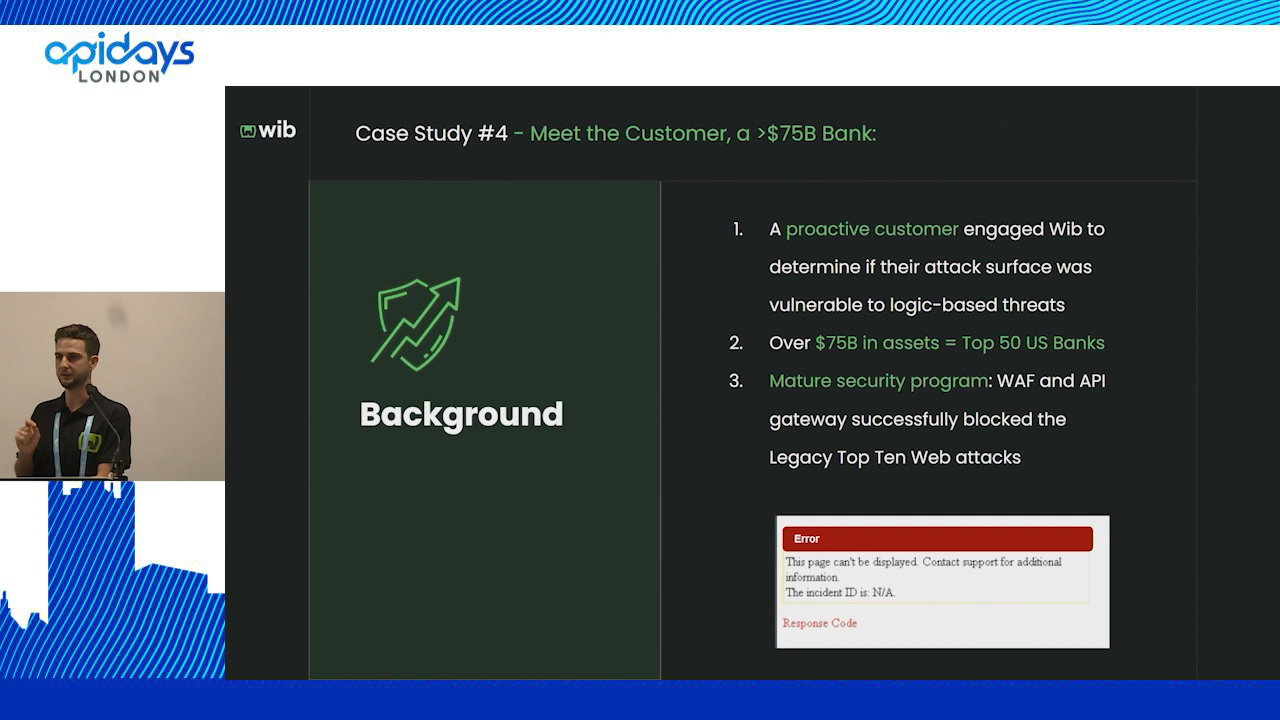 apidays
LONDON
wib
Case Study #4 - Meet the Customer, a >$75B Bank:
Background
1. A proactive customer engaged Wib to
determine if their attack surface was
vulnerable to logic-based threats
2. Over $75B in assets = Top 50 US Banks
3. Mature security program: WAF and API
gateway successfully blocked the
Legacy Top Ten Web attacks
Error
This page can't be displayed. Contact support for additional
information.
The incident ID is: N/A.
Response Code